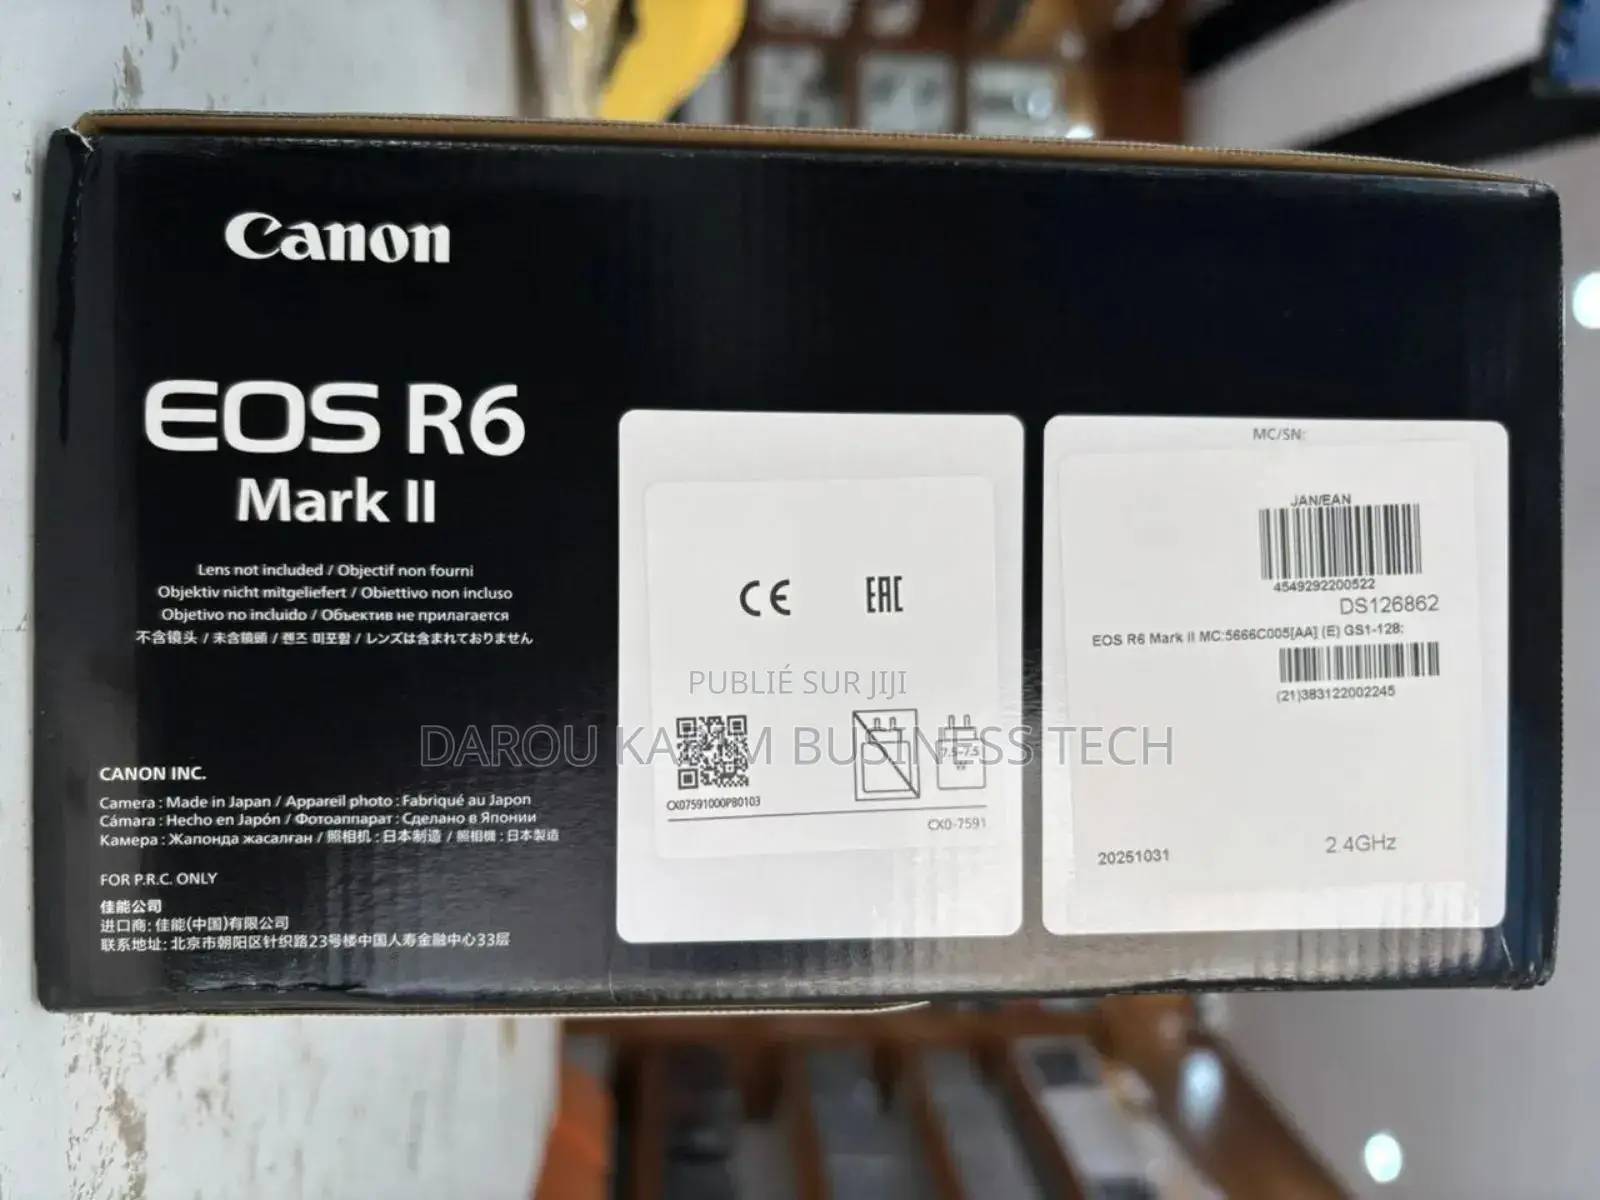 Canon
EOS R6
Mark II
Lens not included / Objectif non fourni
Objektiv nicht mitgeliefert / Obiettivo non incluso
Objetivo no incluido / Объектив не прилагается
不含镜头 / 未含鏡頭 / 렌즈 미포함 / レンズは含まれておりません
CANON INC.
Camera : Made in Japan / Appareil photo : Fabriqué au Japon
Cámara : Hecho en Japón / Фотоаппарат : Сделано в Японии
Камера : Жапонда жасалған / 照相机 : 日本制造 / 照相機 : 日本製造
FOR P.R.C. ONLY
佳能公司
进口商: 佳能(中国)有限公司
联系地址: 北京市朝阳区针织路23号楼中国人寿金融中心33层
CE
EAC
PUBLIÉ SUR JIJI
DAROU KARIM BUSINESS TECH
7.5-7.5
W
CX07591000PB0103
CX0-7591
MC/SN:
JAN/EAN
4549292200522
DS126862
EOS R6 Mark II MC:5666C005[AA] (E) GS1-128:
(21)383122002245
20251031
2.4GHz